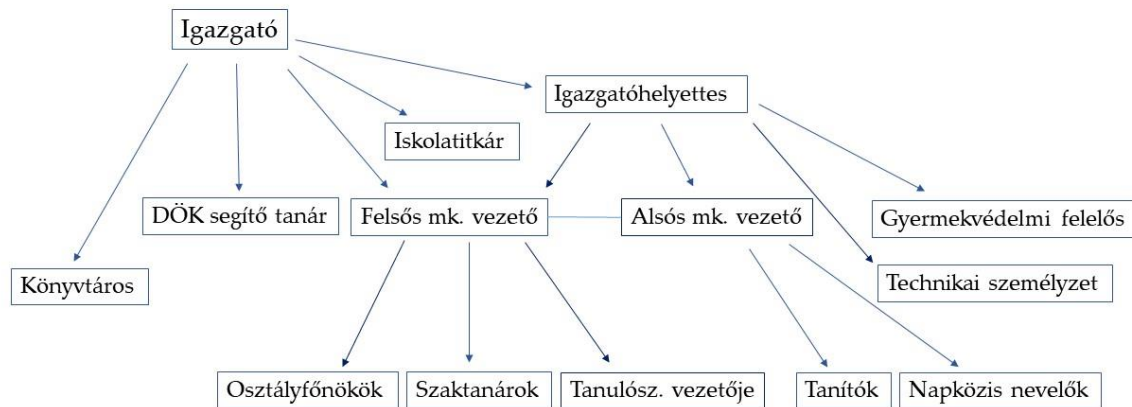 Igazgató
Igazgatóhelyettes
Iskolatitkár
DÖK segítő tanár
Felsős mk. vezető
Alsós mk. vezető
Gyermekvédelmi felelős
Könyvtáros
Technikai személyzet
Osztályfőnökök
Szaktanárok
Tanulósz. vezetője
Tanítók
Napközis nevelők